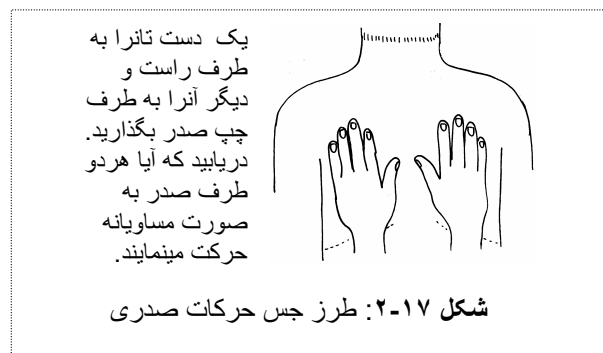 یک دست تانرا به
طرف راست و
دیگر آنرا به طرف
چپ صدر بگذارید.
دریابید که آیا هردو
طرف صدر به
صورت مساویانه
حرکت مینمایند.
شکل ۱۷-۲: طرز جس حرکات صدری